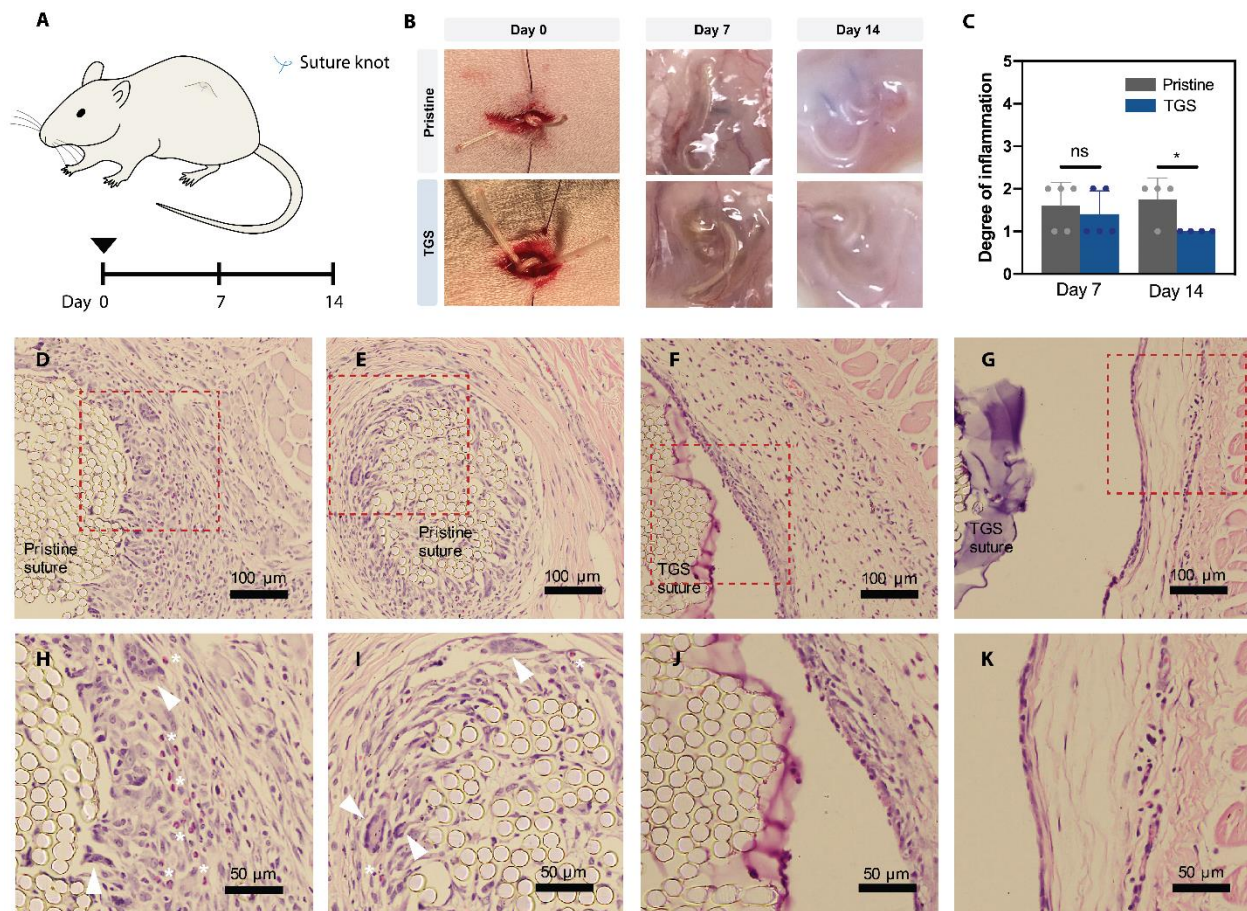 A
Suture knot
Day 0 7 14
B
Day 0
Day 7
Day 14
Pristine
TGS
C
Degree of inflammation
5
4
3
2
1
0
Pristine
TGS
ns
*
Day 7
Day 14
D
Pristine
suture
100 µm
E
Pristine
suture
100 µm
F
TGS
suture
100 µm
G
TGS
suture
100 µm
H
*
*
*
*
*
*
50 µm
I
*
*
50 µm
J
50 µm
K
50 µm